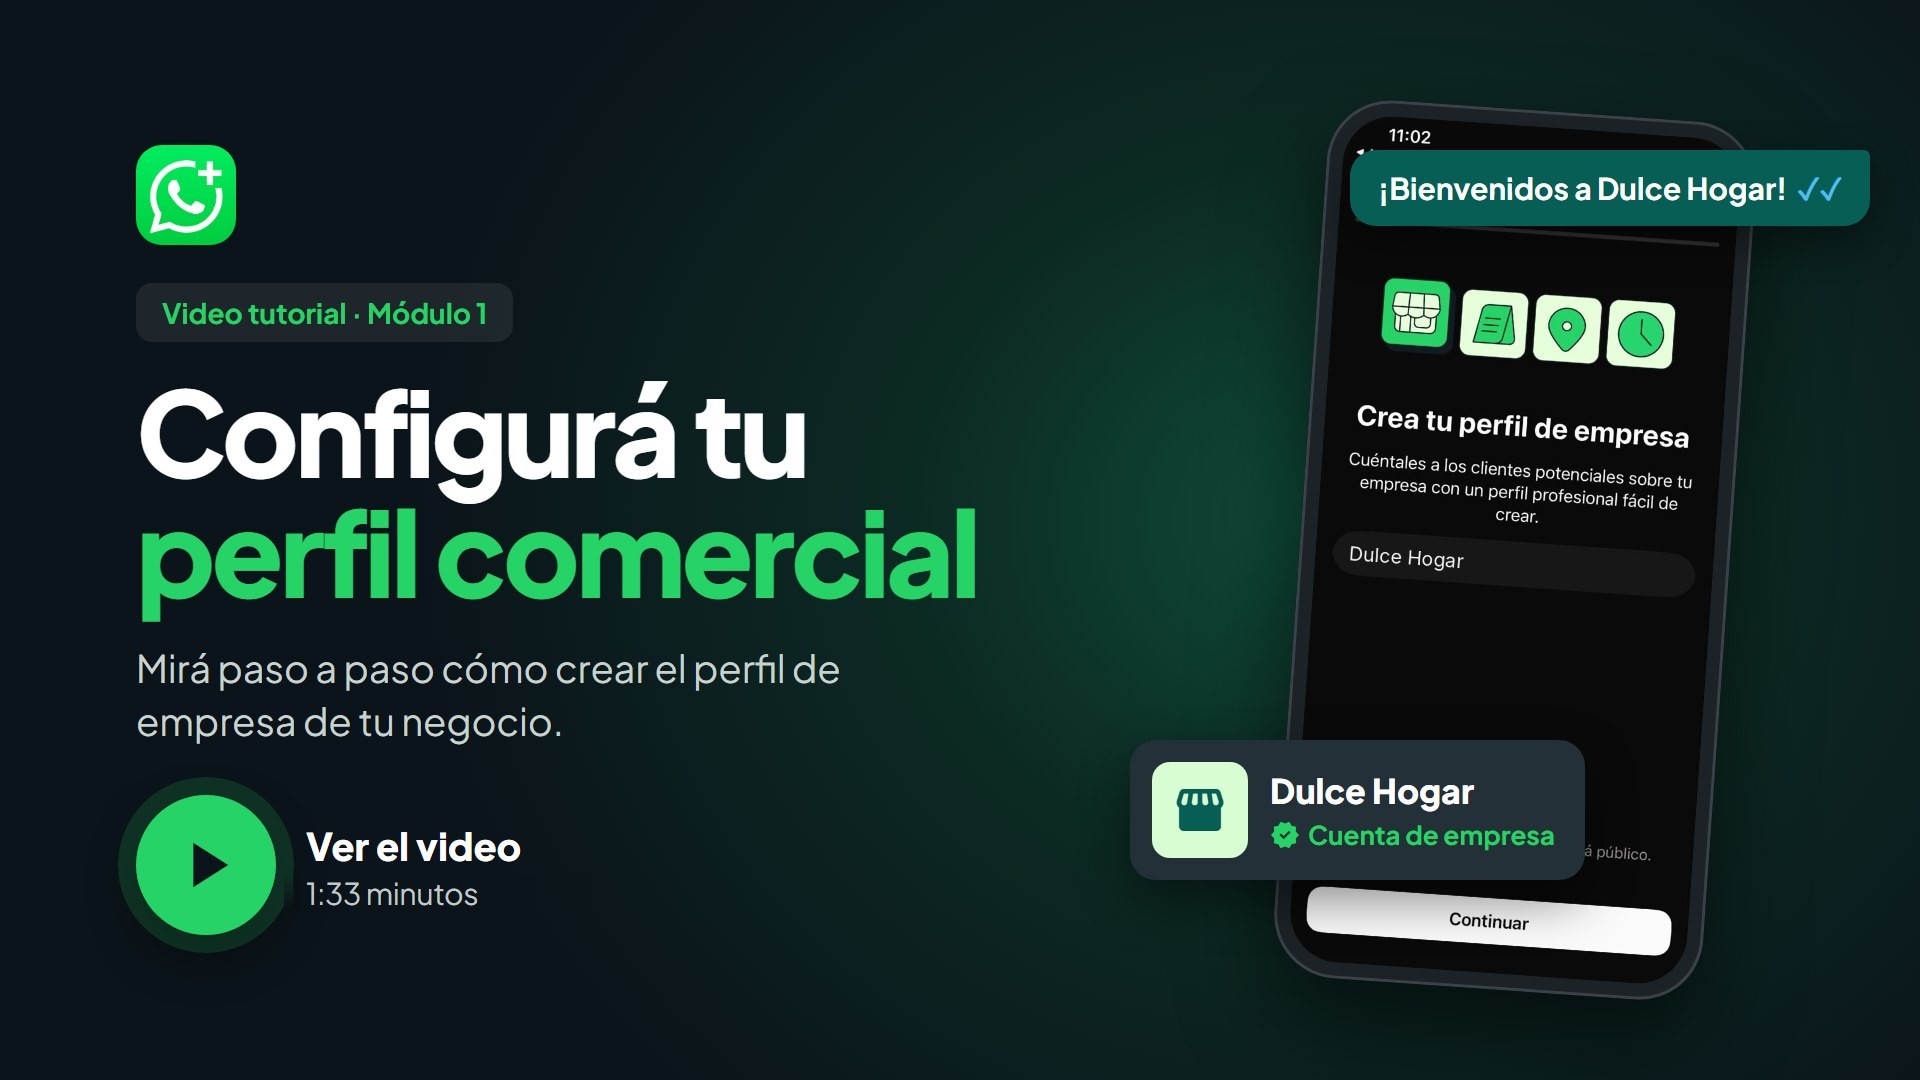 Video tutorial · Módulo 1
Configurá tu
perfil comercial
Mirá paso a paso cómo crear el perfil de
empresa de tu negocio.
Ver el video
1:33 minutos
11:02
¡Bienvenidos a Dulce Hogar!
Crea tu perfil de empresa
Cuéntales a los clientes potenciales sobre tu
empresa con un perfil profesional fácil de
crear.
Dulce Hogar
Dulce Hogar
Cuenta de empresa
público.
Continuar